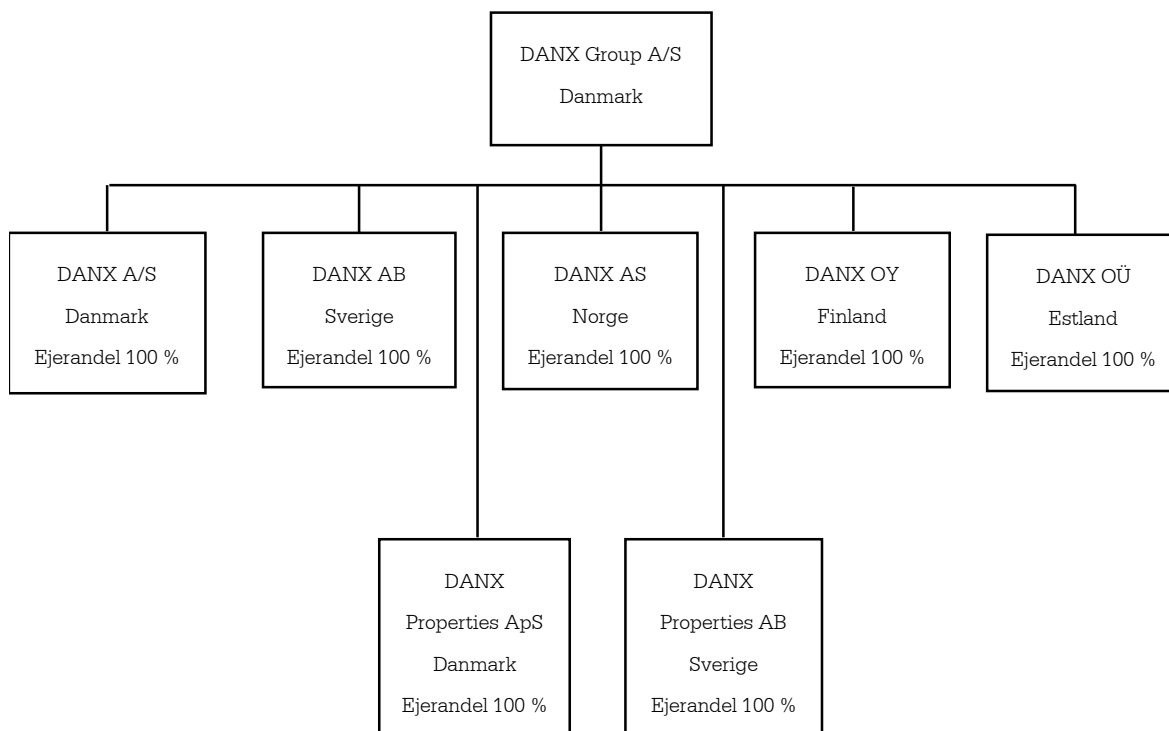 DANX Group A/S
Danmark
DANX A/S
Danmark
Ejerandel 100 %
DANX AB
Sverige
Ejerandel 100 %
DANX AS
Norge
Ejerandel 100 %
DANX OY
Finland
Ejerandel 100 %
DANX OÜ
Estland
Ejerandel 100 %
DANX
Properties ApS
Danmark
Ejerandel 100 %
DANX
Properties AB
Sverige
Ejerandel 100 %